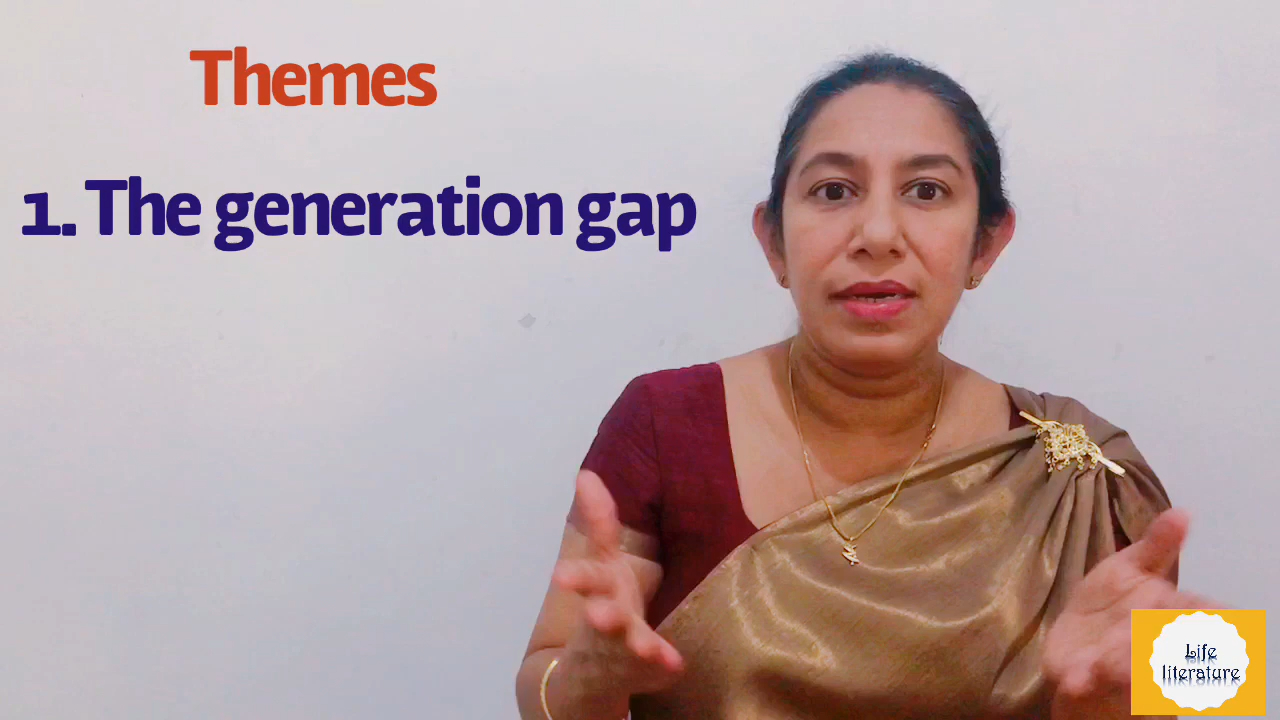 Themes
1. The generation gap
Life
literature